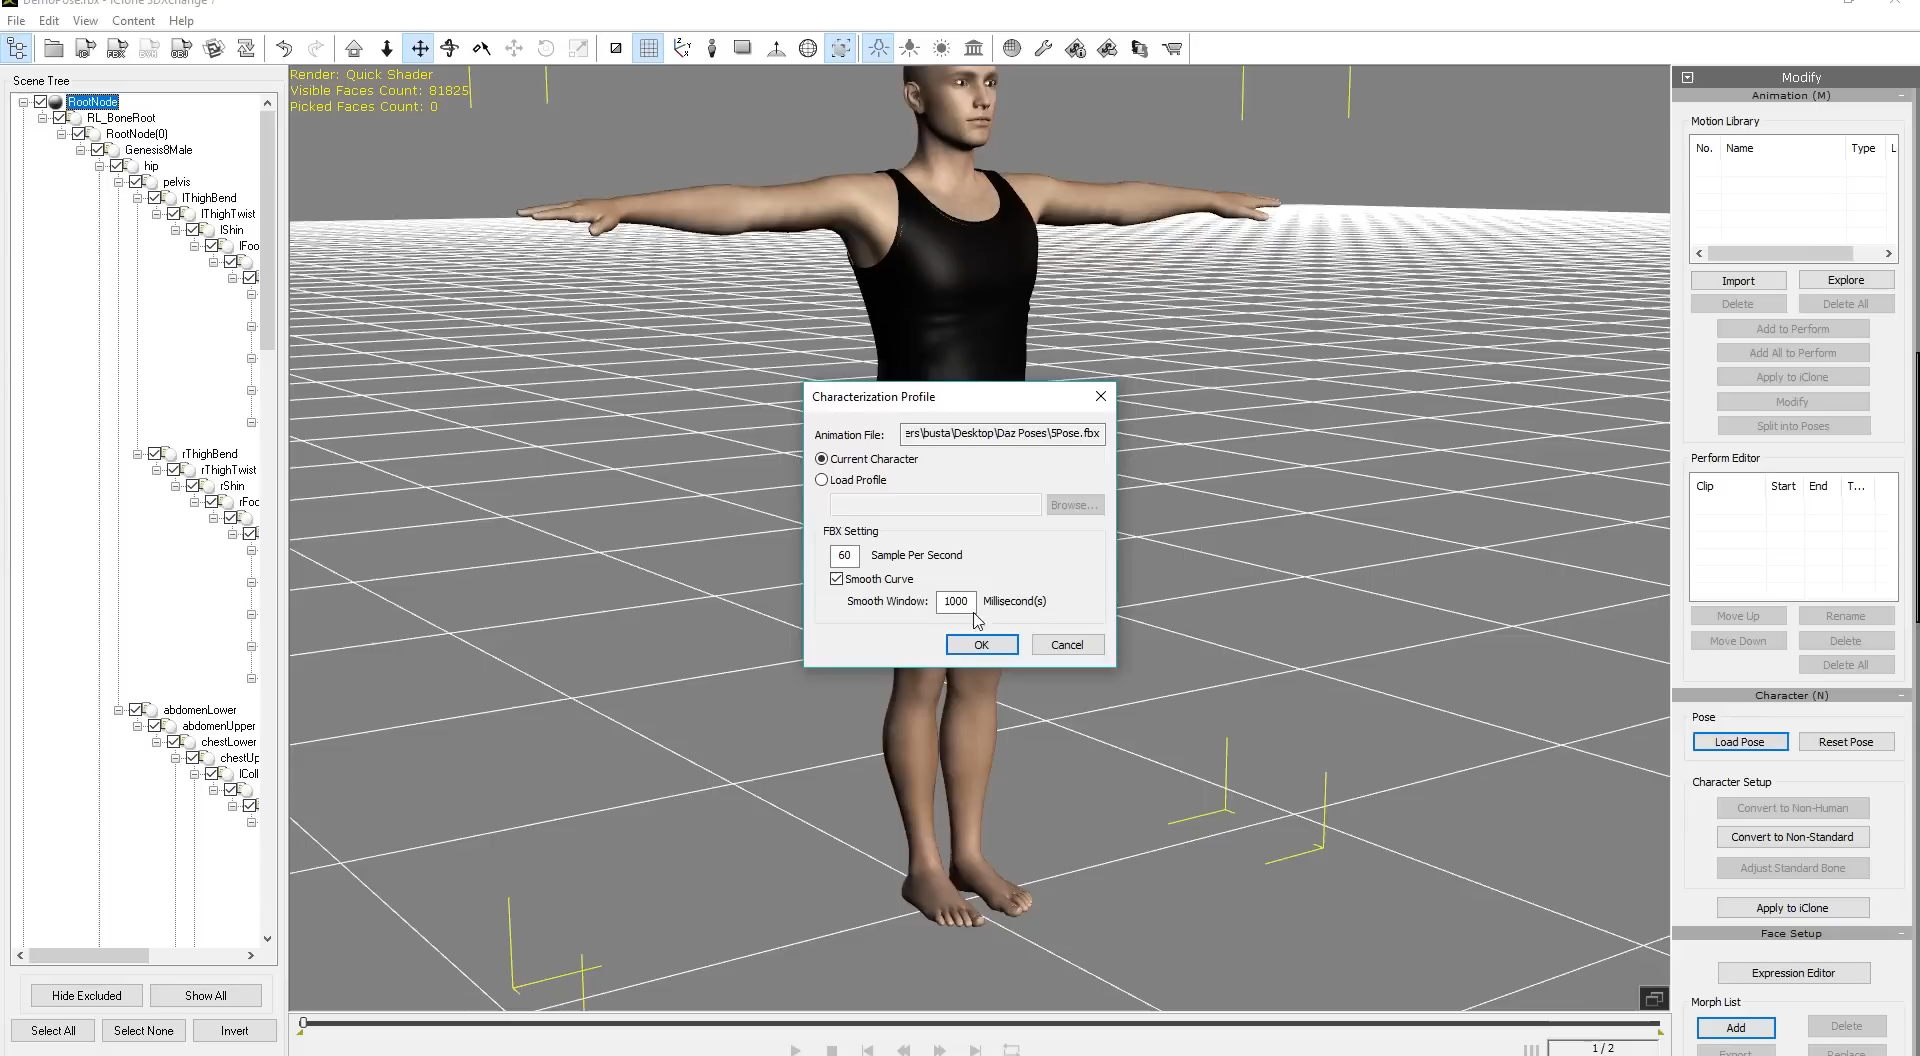 DemoPose.fbx - iClone 3DXchange 7
File Edit View Content Help
Scene Tree
RootNode
RL_BoneRoot
RootNode(0)
Genesis8Male
hip
pelvis
lThighBend
lThighTwist
lShin
lFoo
rThighBend
rThighTwist
rShin
rFoo
abdomenLower
abdomenUpper
chestLower
chestUp
lColl
Hide Excluded Show All
Select All Select None Invert
Render: Quick Shader
Visible Faces Count: 81825
Picked Faces Count: 0
Characterization Profile
Animation File: ers\busta\Desktop\Daz Poses\5Pose.fbx
Current Character
Load Profile
Browse...
FBX Setting
60 Sample Per Second
Smooth Curve
Smooth Window: 1000 Millisecond(s)
OK Cancel
1 / 2
Modify
Animation (M)
Motion Library
No. Name Type L
Import Explore
Delete Delete All
Add to Perform
Add All to Perform
Apply to iClone
Modify
Split into Poses
Perform Editor
Clip Start End T...
Move Up Rename
Move Down Delete
Delete All
Character (N)
Pose
Load Pose Reset Pose
Character Setup
Convert to Non-Human
Convert to Non-Standard
Adjust Standard Bone
Apply to iClone
Face Setup
Expression Editor
Morph List
Add Delete
Export Replace